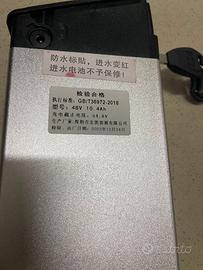 防水标贴，进水变红
进水电池不予保修！
检验合格
执行标准：GB/T36972-2018
型号：48V 10.4Ah
充电截止电压：54.6V